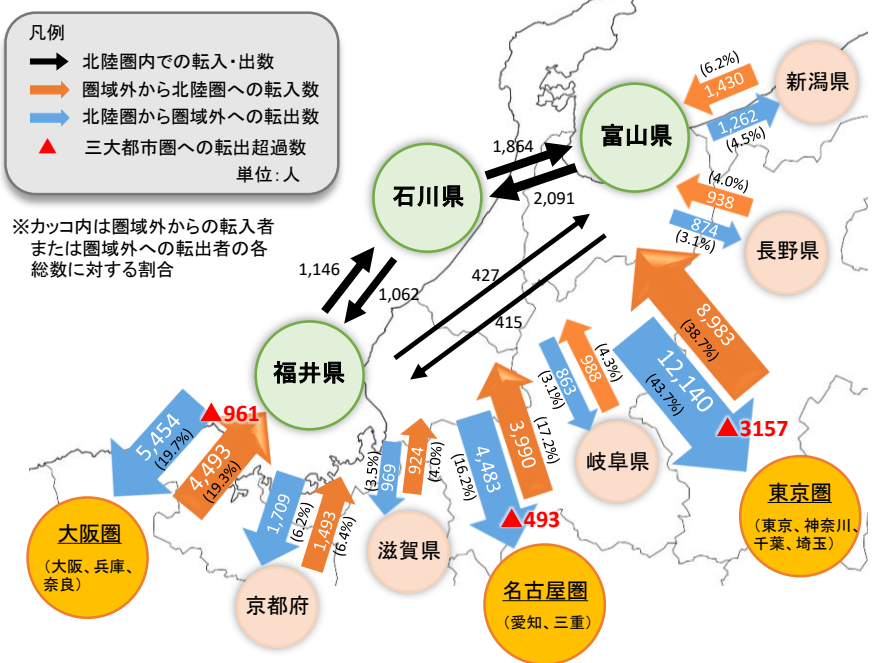 凡例
北陸圏内での転入・出数
圏域外から北陸圏への転入数
北陸圏から圏域外への転出数
三大都市圏への転出超過数
単位：人
※カッコ内は圏域外からの転入者
または圏域外への転出者の各
総数に対する割合
富山県
石川県
福井県
1,864
2,091
1,146
1,062
427
415
(6.2%)
1,430
1,262
(4.5%)
新潟県
(4.0%)
938
874
(3.1%)
長野県
8,983
(38.7%)
12,140
(43.7%)
3157
東京圏
（東京、神奈川、
千葉、埼玉）
863
(3.1%)
988
(4.3%)
岐阜県
3,990
(17.2%)
4,483
(16.2%)
493
名古屋圏
（愛知、三重）
(3.5%)
969
924
(4.0%)
滋賀県
1,709
(6.2%)
1,493
(6.4%)
京都府
961
5,454
(19.7%)
4,493
(19.3%)
大阪圏
（大阪、兵庫、
奈良）